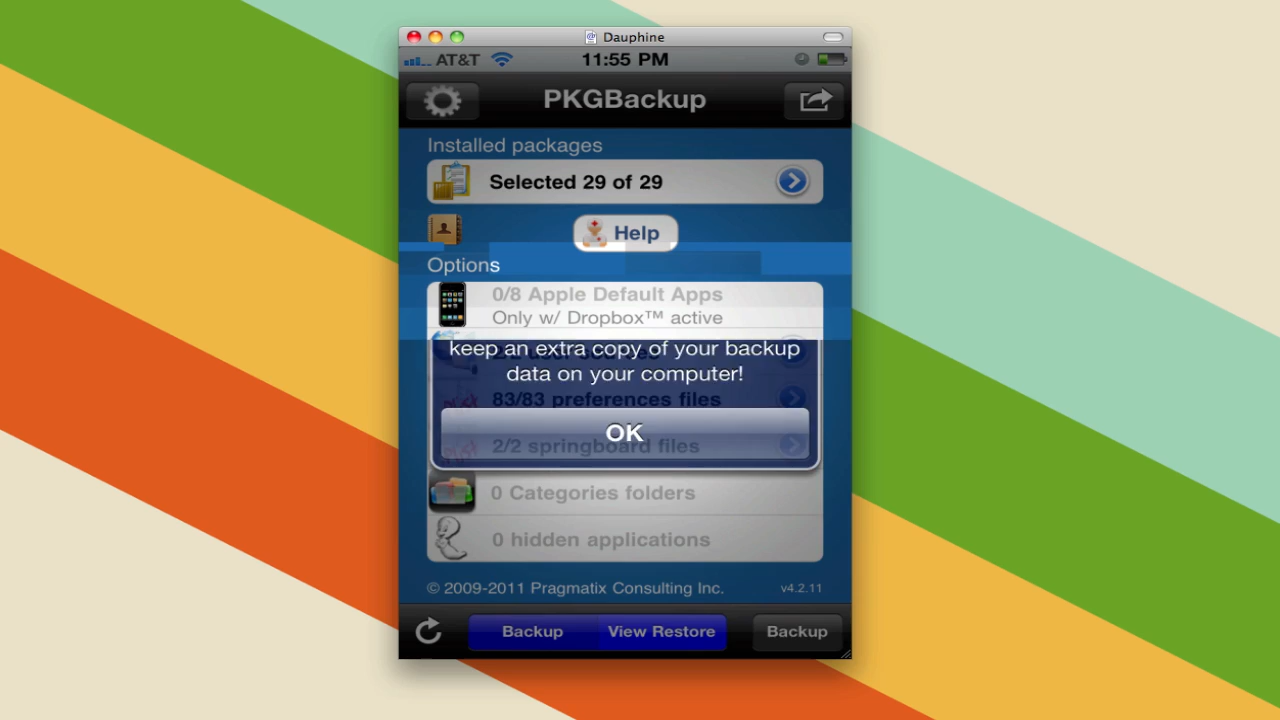 Dauphine
AT&T 11:55 PM
PKGBackup
Installed packages
Selected 29 of 29
Help
Options
0/8 Apple Default Apps
Only w/ Dropbox™ active
keep an extra copy of your backup
data on your computer!
83/83 preferences files
OK
2/2 springboard files
0 Categories folders
0 hidden applications
© 2009-2011 Pragmatix Consulting Inc. v4.2.11
Backup View Restore Backup